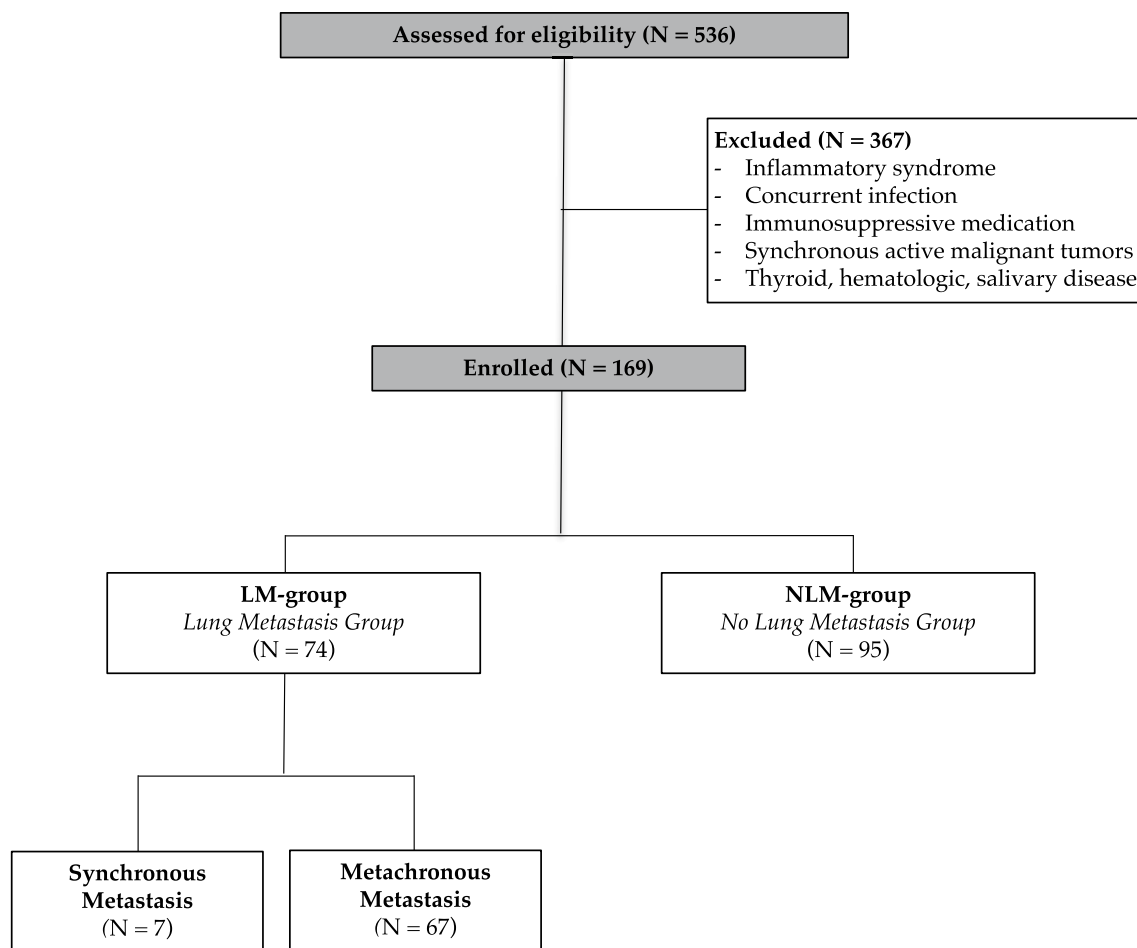 Assessed for eligibility (N = 536)
Excluded (N = 367)
- Inflammatory syndrome
- Concurrent infection
- Immunosuppressive medication
- Synchronous active malignant tumors
- Thyroid, hematologic, salivary disease
Enrolled (N = 169)
LM-group
Lung Metastasis Group
(N = 74)
NLM-group
No Lung Metastasis Group
(N = 95)
Synchronous
Metastasis
(N = 7)
Metachronous
Metastasis
(N = 67)